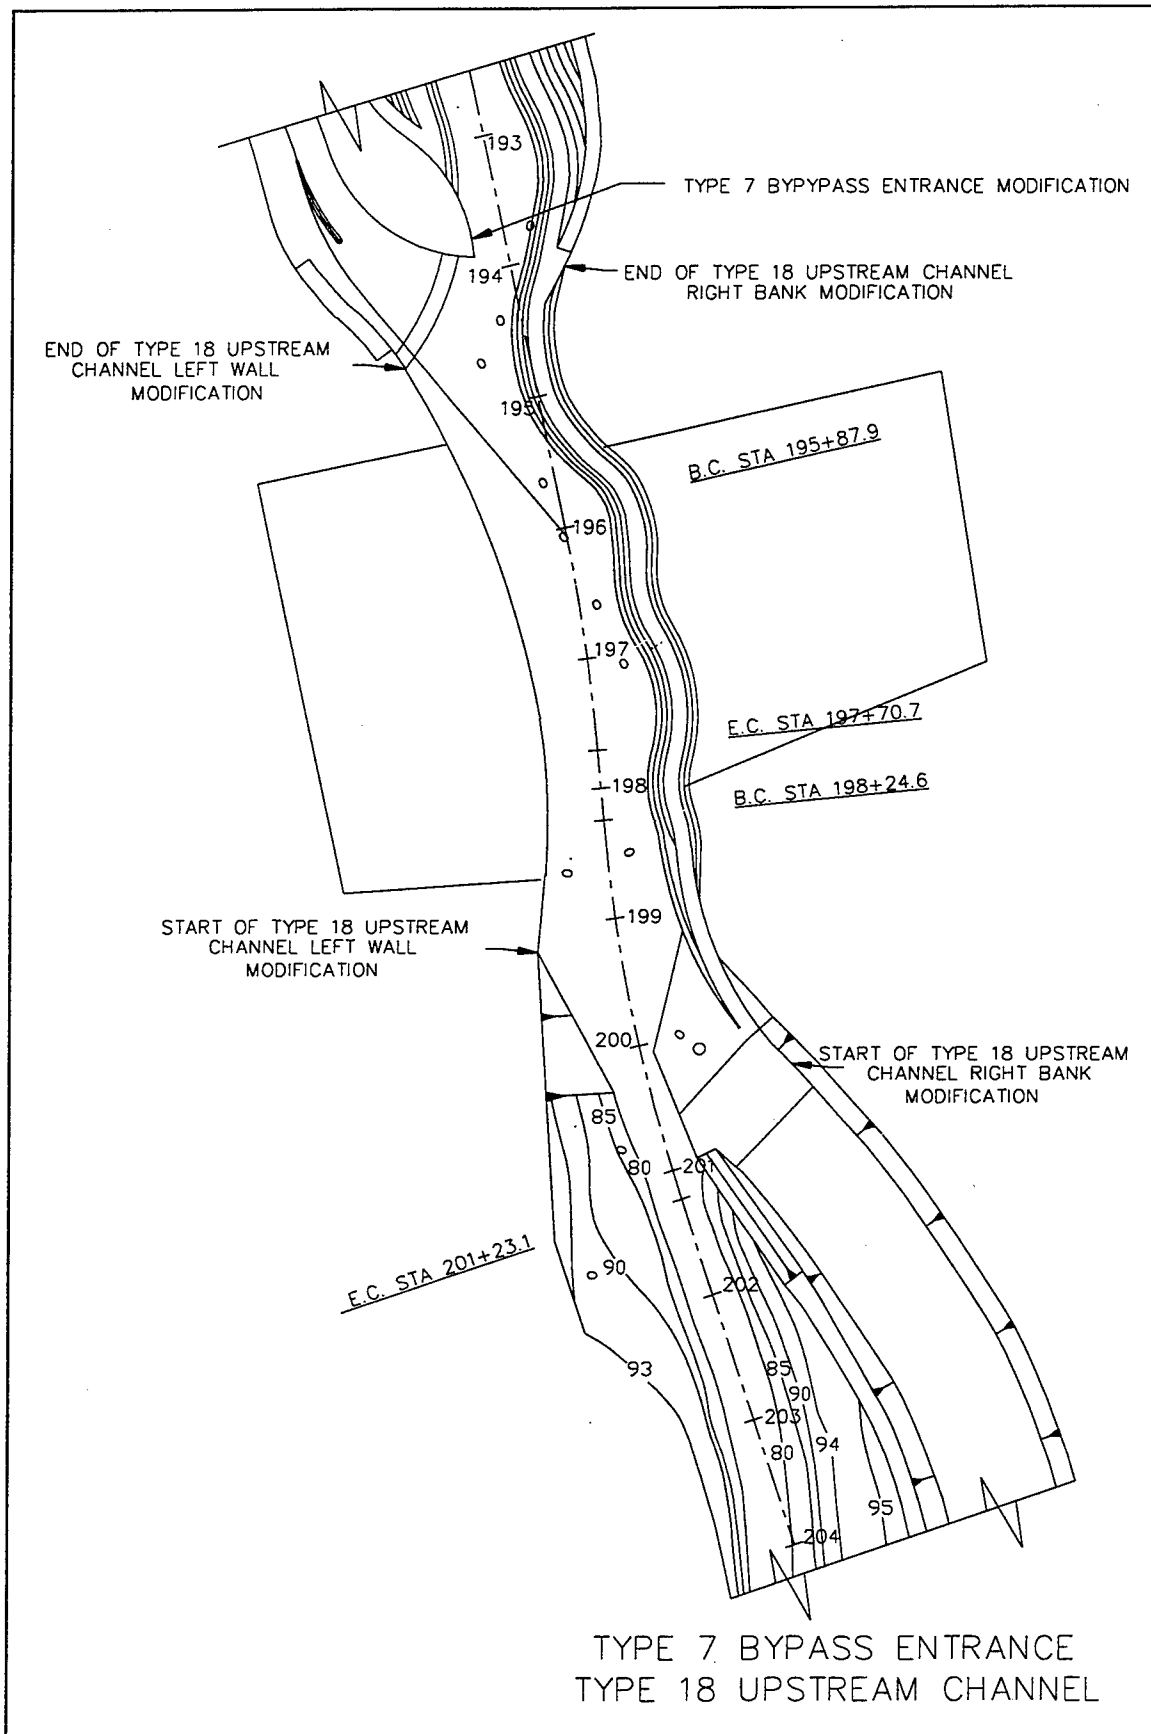 193
TYPE 7 BYPYPASS ENTRANCE MODIFICATION
194
END OF TYPE 18 UPSTREAM CHANNEL
RIGHT BANK MODIFICATION
END OF TYPE 18 UPSTREAM
CHANNEL LEFT WALL
MODIFICATION
195
B.C. STA 195+87.9
196
197
E.C. STA 197+70.7
198
B.C. STA 198+24.6
199
START OF TYPE 18 UPSTREAM
CHANNEL LEFT WALL
MODIFICATION
200
START OF TYPE 18 UPSTREAM
CHANNEL RIGHT BANK
MODIFICATION
85
80
201
E.C. STA 201+23.1
90
202
93
85
90
203
80
94
95
204
TYPE 7 BYPASS ENTRANCE
TYPE 18 UPSTREAM CHANNEL